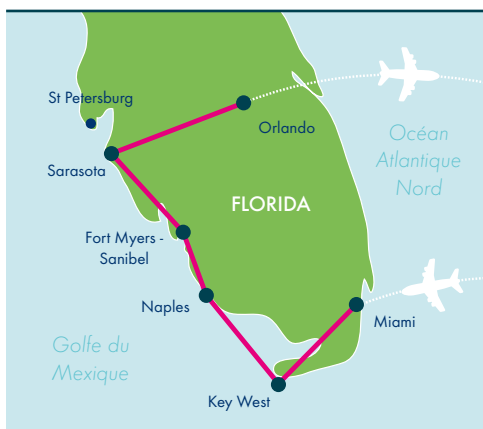 St Petersburg
Orlando
Océan
Atlantique
Nord
Sarasota
FLORIDA
Fort Myers -
Sanibel
Naples
Miami
Golfe du
Mexique
Key West